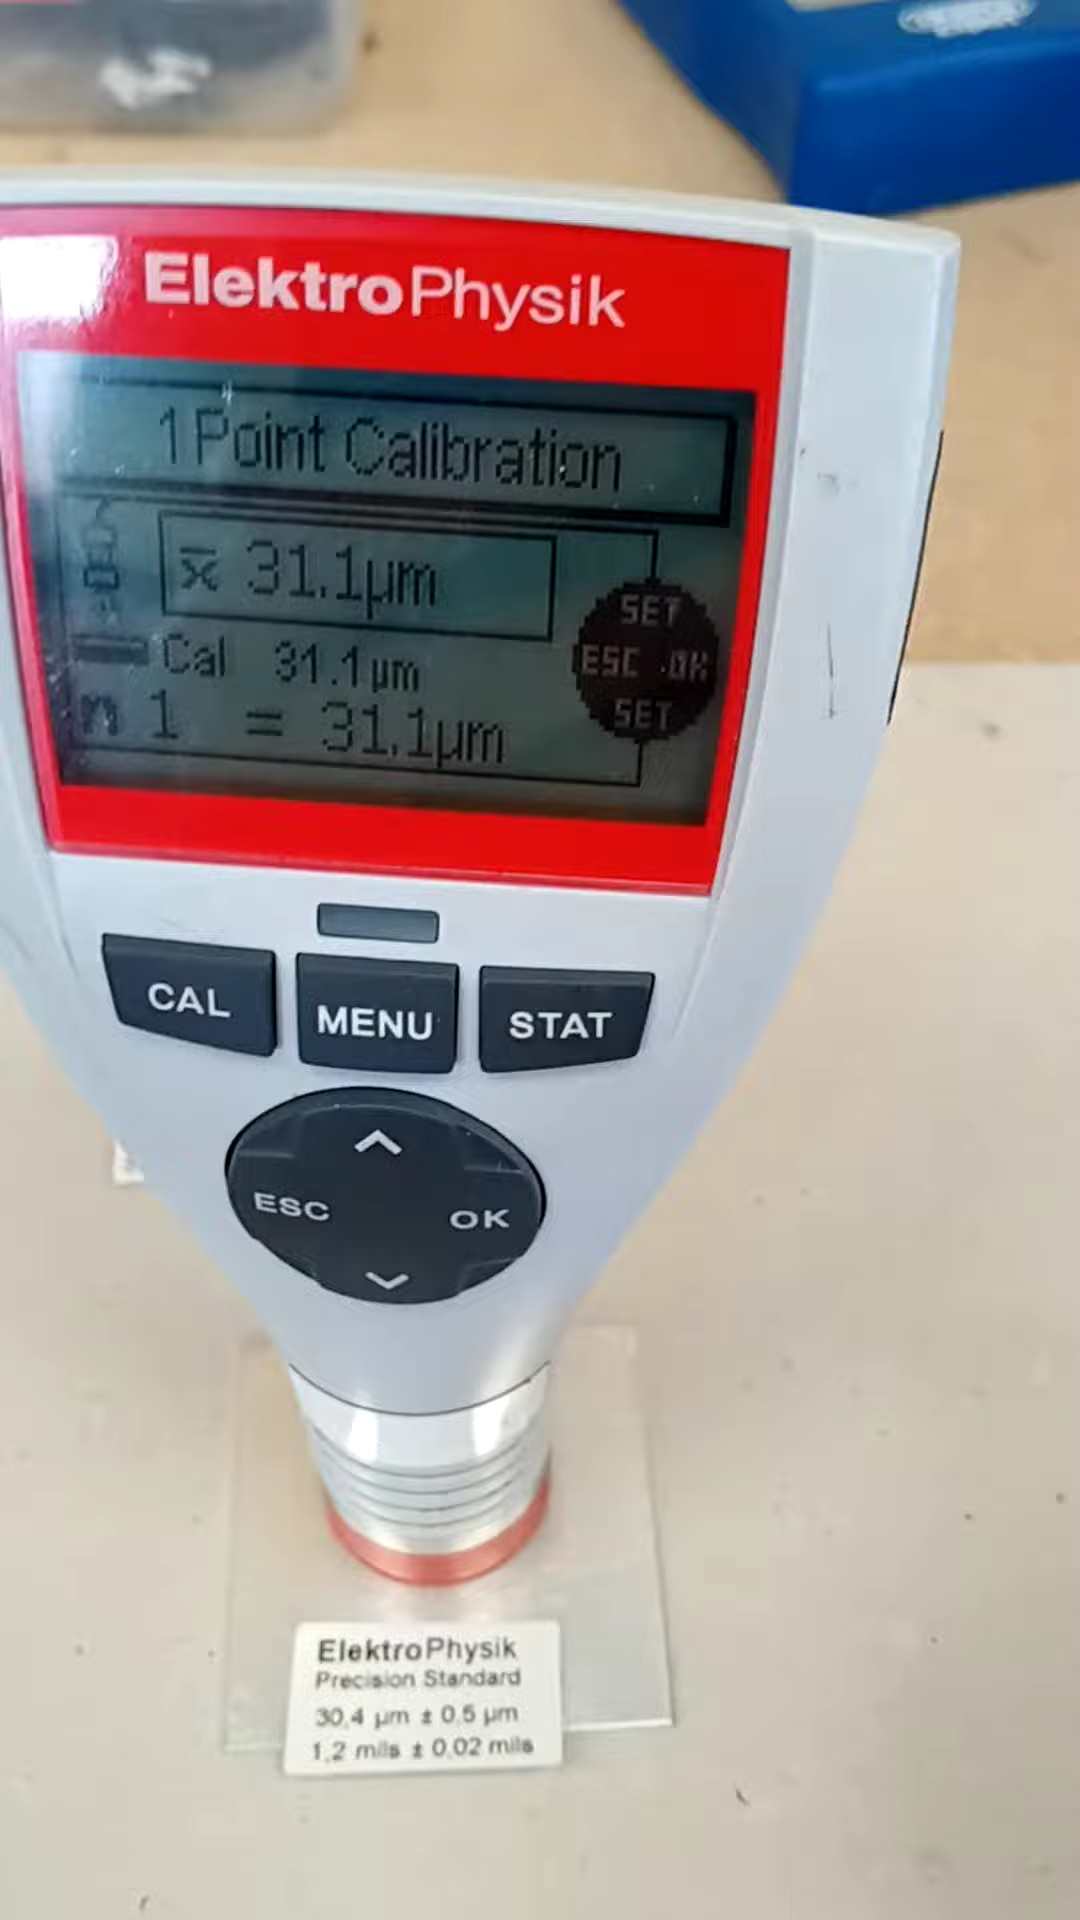 ElektroPhysik
1 Point Calibration
x̄ 31.1µm
SET
ESC OK
Cal 31.1µm
SET
n 1 = 31.1µm
CAL
MENU
STAT
ESC
OK
ElektroPhysik
Precision Standard
30,4 µm ± 0,5 µm
1,2 mils ± 0,02 mils